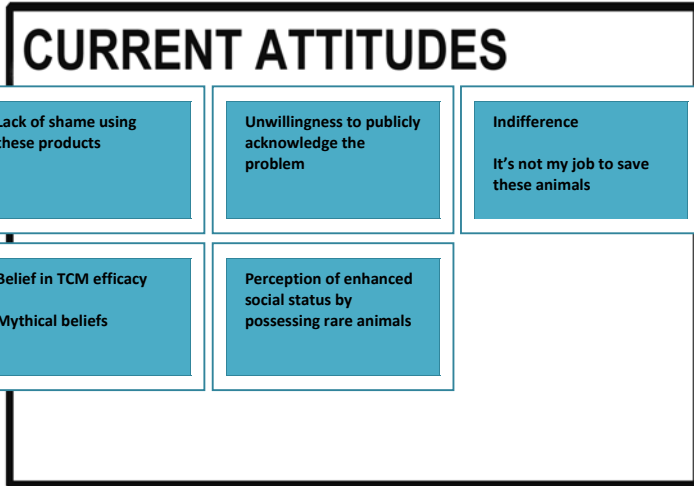 CURRENT ATTITUDES
Lack of shame using
these products
Unwillingness to publicly
acknowledge the
problem
Indifference
It's not my job to save
these animals
Belief in TCM efficacy
Mythical beliefs
Perception of enhanced
social status by
possessing rare animals